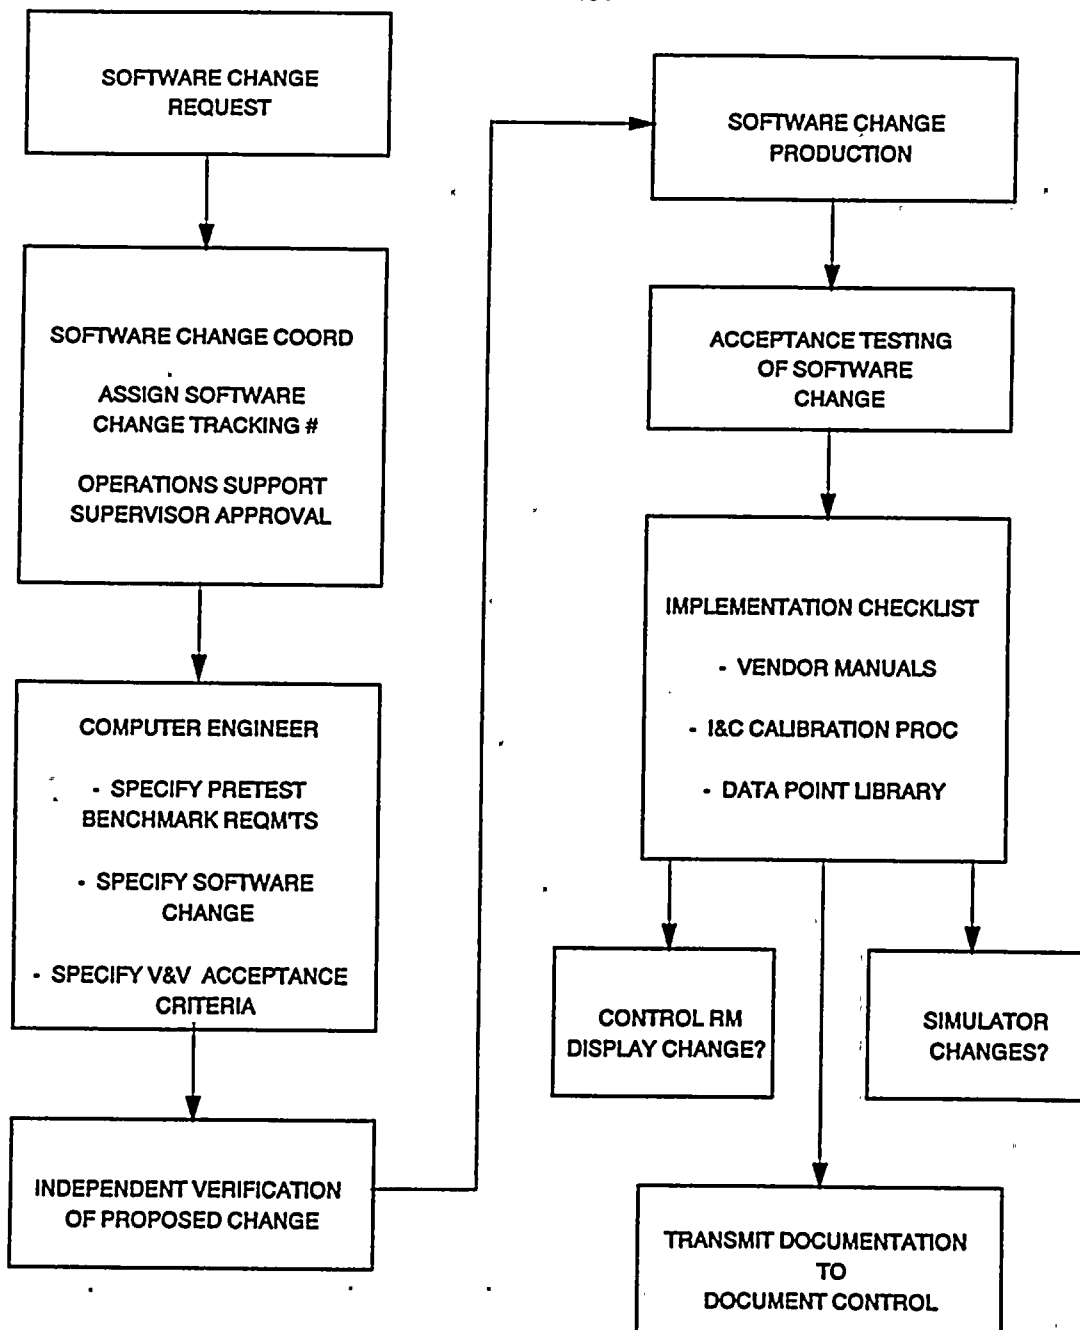 SOFTWARE CHANGE
REQUEST
SOFTWARE CHANGE COORD
ASSIGN SOFTWARE
CHANGE TRACKING #
OPERATIONS SUPPORT
SUPERVISOR APPROVAL
COMPUTER ENGINEER
- SPECIFY PRETEST
BENCHMARK REQM'TS
- SPECIFY SOFTWARE
CHANGE
- SPECIFY V&V ACCEPTANCE
CRITERIA
INDEPENDENT VERIFICATION
OF PROPOSED CHANGE
SOFTWARE CHANGE
PRODUCTION
ACCEPTANCE TESTING
OF SOFTWARE
CHANGE
IMPLEMENTATION CHECKLIST
- VENDOR MANUALS
- I&C CALIBRATION PROC
- DATA POINT LIBRARY
CONTROL RM
DISPLAY CHANGE?
SIMULATOR
CHANGES?
TRANSMIT DOCUMENTATION
TO
DOCUMENT CONTROL